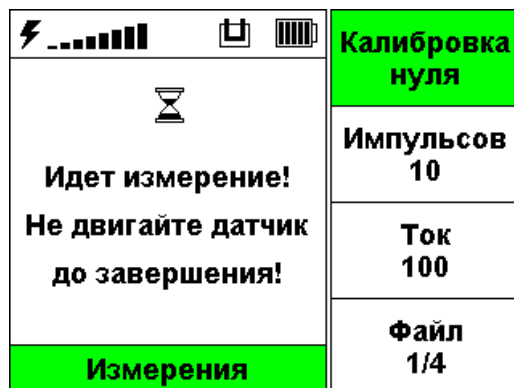 Калибровка
нуля
Идет измерение!
Не двигайте датчик
до завершения!
Импульсов
10
Ток
100
Файл
1/4
Измерения